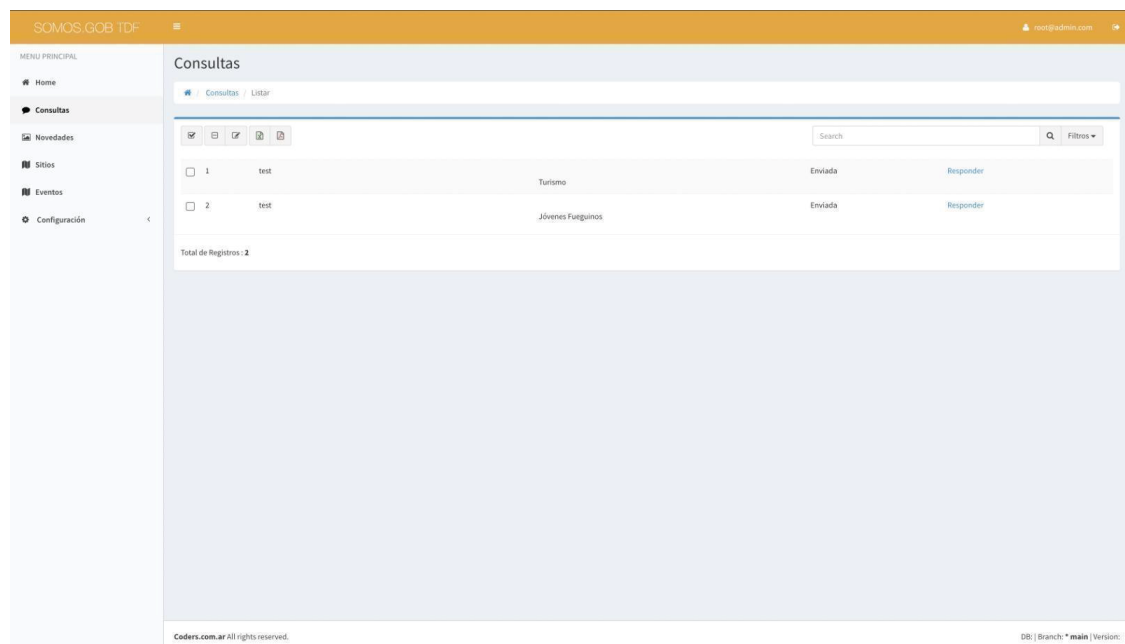 SOMOS.GOB TDF
root@admin.com
MENU PRINCIPAL
Home
Consultas
Novedades
Sitios
Eventos
Configuración
Consultas
/ Consultas / Listar
Search
Filtros
1 test Turismo Enviada Responder
2 test Jóvenes Fueguinos Enviada Responder
Total de Registros : 2
Coders.com.ar All rights reserved.
DB: | Branch: * main | Version: